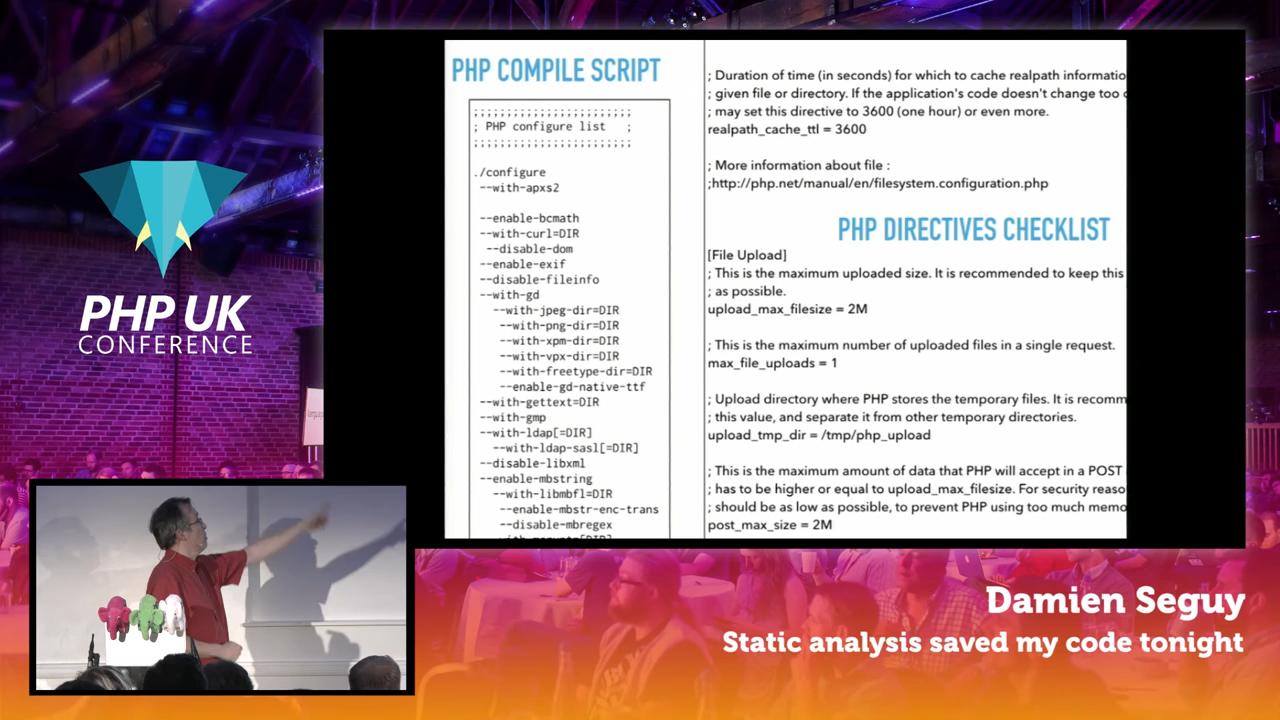 PHP COMPILE SCRIPT
;;;;;;;;;;;;;;;;;;;;;;;
; PHP configure list   ;
;;;;;;;;;;;;;;;;;;;;;;;
./configure
--with-apxs2
--enable-bcmath
--with-curl=DIR
--disable-dom
--enable-exif
--disable-fileinfo
--with-gd
--with-jpeg-dir=DIR
--with-png-dir=DIR
--with-xpm-dir=DIR
--with-vpx-dir=DIR
--with-freetype-dir=DIR
--enable-gd-native-ttf
--with-gettext=DIR
--with-gmp
--with-ldap[=DIR]
--with-ldap-sasl[=DIR]
--disable-libxml
--enable-mbstring
--with-libmbfl=DIR
--enable-mbstr-enc-trans
--disable-mbregex
; Duration of time (in seconds) for which to cache realpath informatio
; given file or directory. If the application's code doesn't change too
; may set this directive to 3600 (one hour) or even more.
realpath_cache_ttl = 3600
; More information about file :
;http://php.net/manual/en/filesystem.configuration.php
PHP DIRECTIVES CHECKLIST
[File Upload]
; This is the maximum uploaded size. It is recommended to keep this
; as possible.
upload_max_filesize = 2M
; This is the maximum number of uploaded files in a single request.
max_file_uploads = 1
; Upload directory where PHP stores the temporary files. It is recomm
; this value, and separate it from other temporary directories.
upload_tmp_dir = /tmp/php_upload
; This is the maximum amount of data that PHP will accept in a POST
; has to be higher or equal to upload_max_filesize. For security reaso
; should be as low as possible, to prevent PHP using too much memo
post_max_size = 2M
PHP UK
CONFERENCE
Damien Seguy
Static analysis saved my code tonight